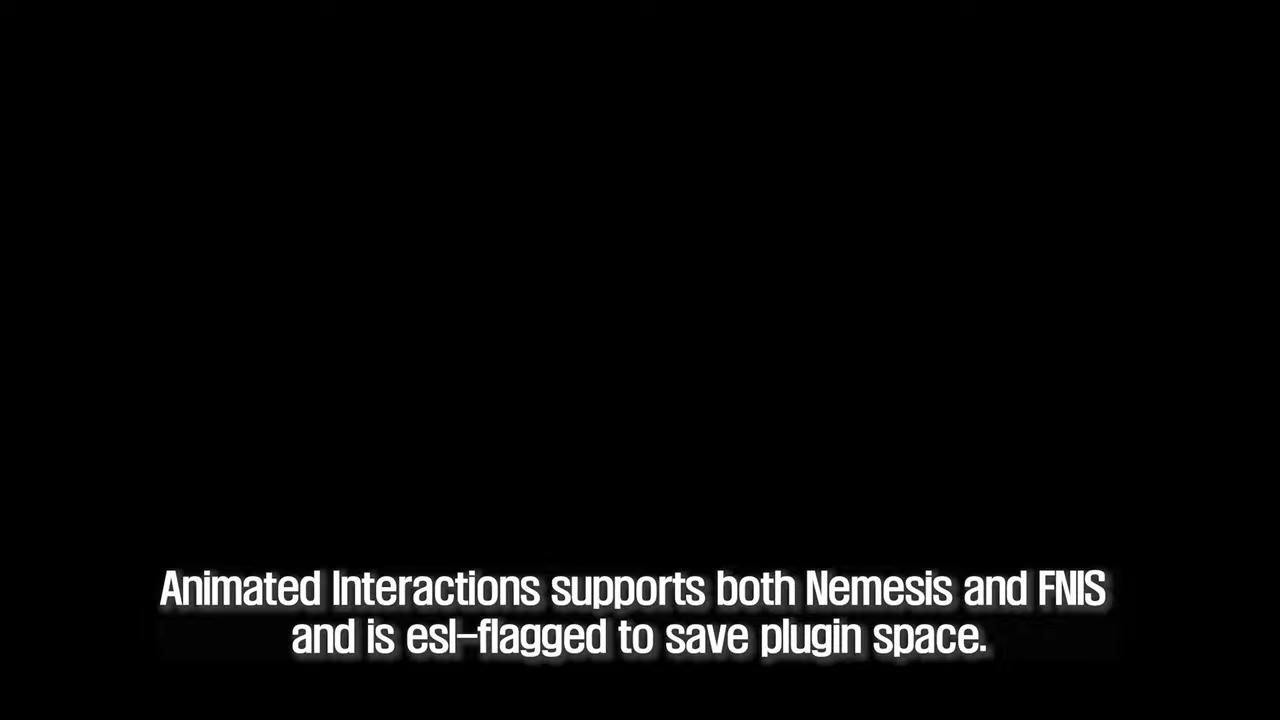 Animated Interactions supports both Nemesis and FNIS
and is esl-flagged to save plugin space.